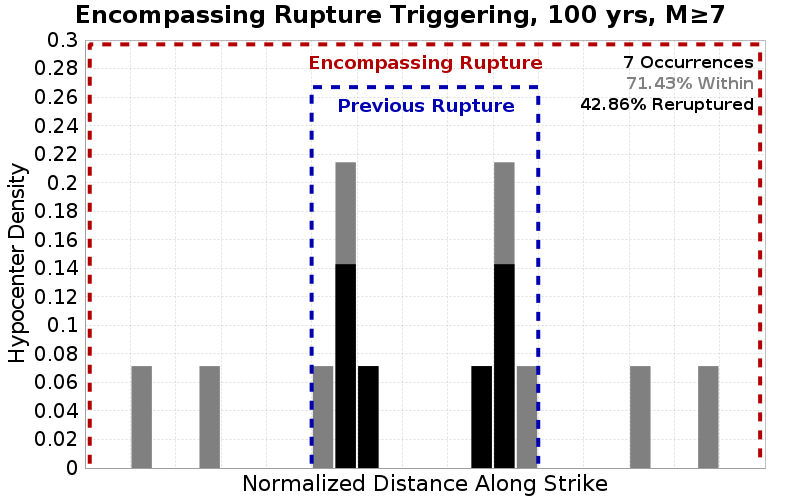 Encompassing Rupture Triggering, 100 yrs, M≥7
Encompassing Rupture
Previous Rupture
7 Occurrences
71.43% Within
42.86% Reruptured
Hypocenter Density
0.3
0.28
0.26
0.24
0.22
0.2
0.18
0.16
0.14
0.12
0.1
0.08
0.06
0.04
0.02
0
Normalized Distance Along Strike